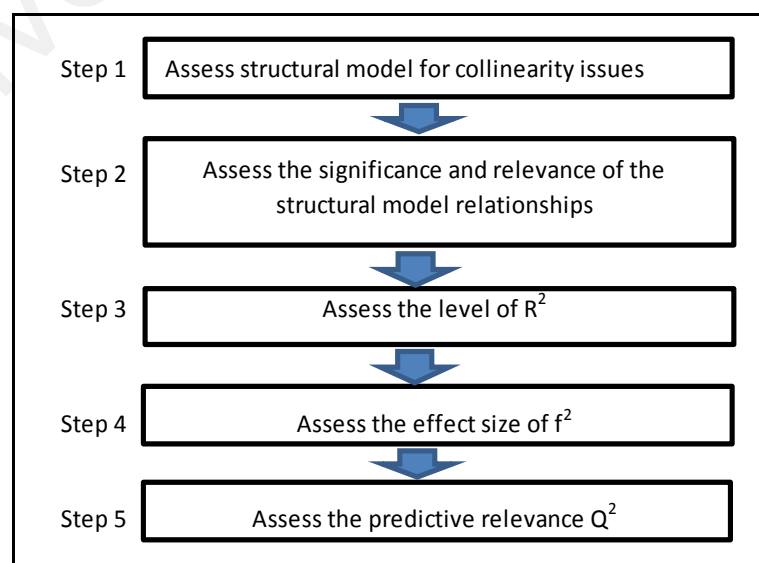 Step 1 Assess structural model for collinearity issues
Step 2 Assess the significance and relevance of the
structural model relationships
Step 3 Assess the level of R²
Step 4 Assess the effect size of f²
Step 5 Assess the predictive relevance Q²